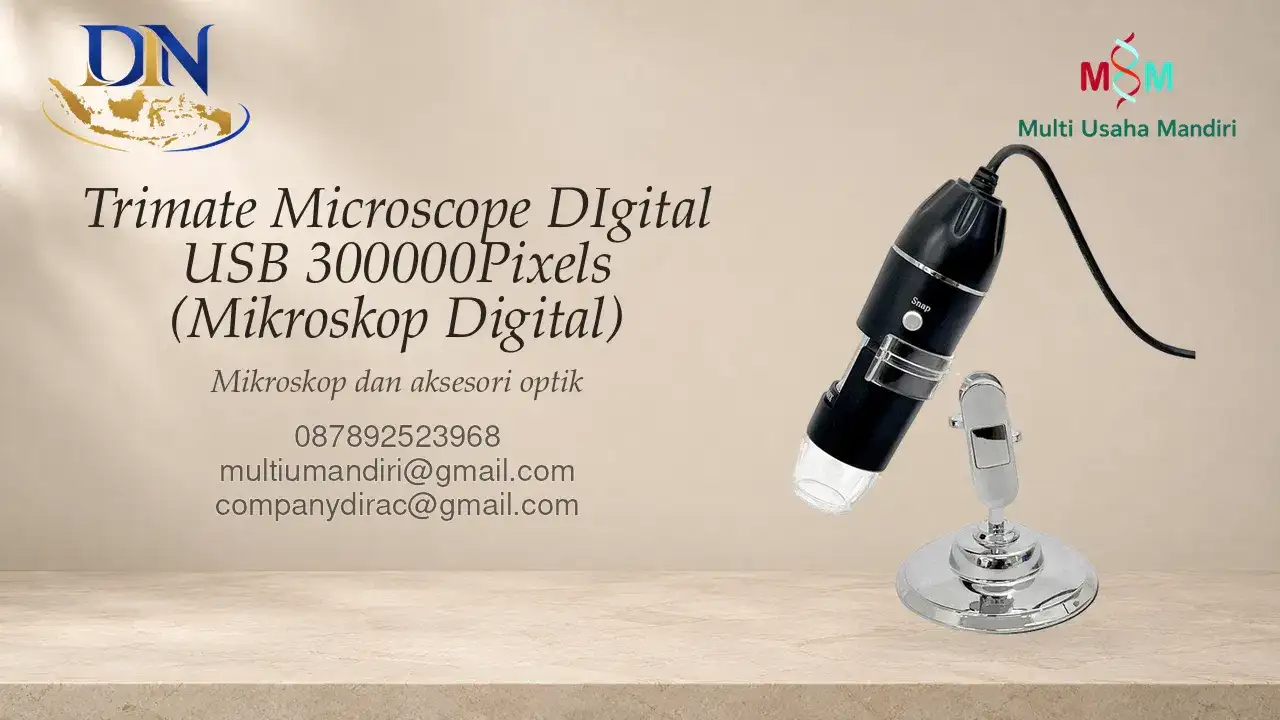 DIN
MSM
Multi Usaha Mandiri
Trimate Microscope DIgital
USB 300000Pixels
(Mikroskop Digital)
Mikroskop dan aksesori optik
087892523968
multiumandiri@gmail.com
companydirac@gmail.com
Snap